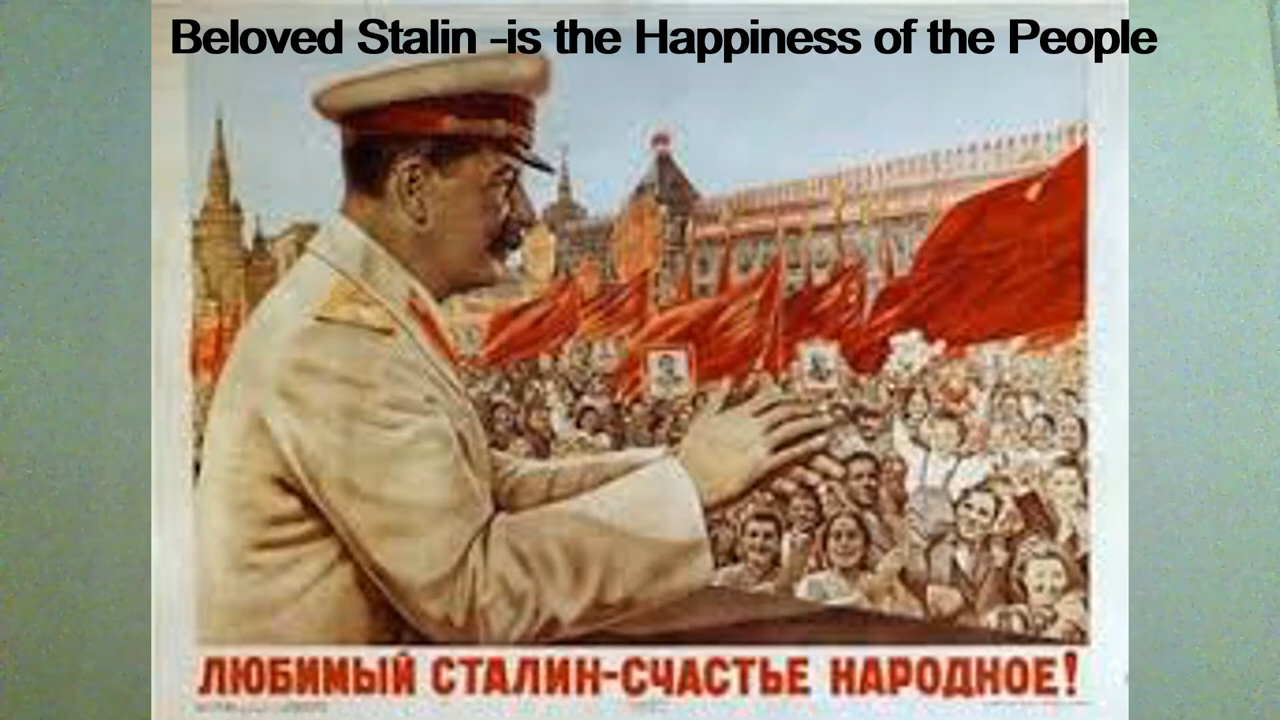 Beloved Stalin -is the Happiness of the People
ЛЮБИМЫЙ СТАЛИН-СЧАСТЬЕ НАРОДНОЕ!